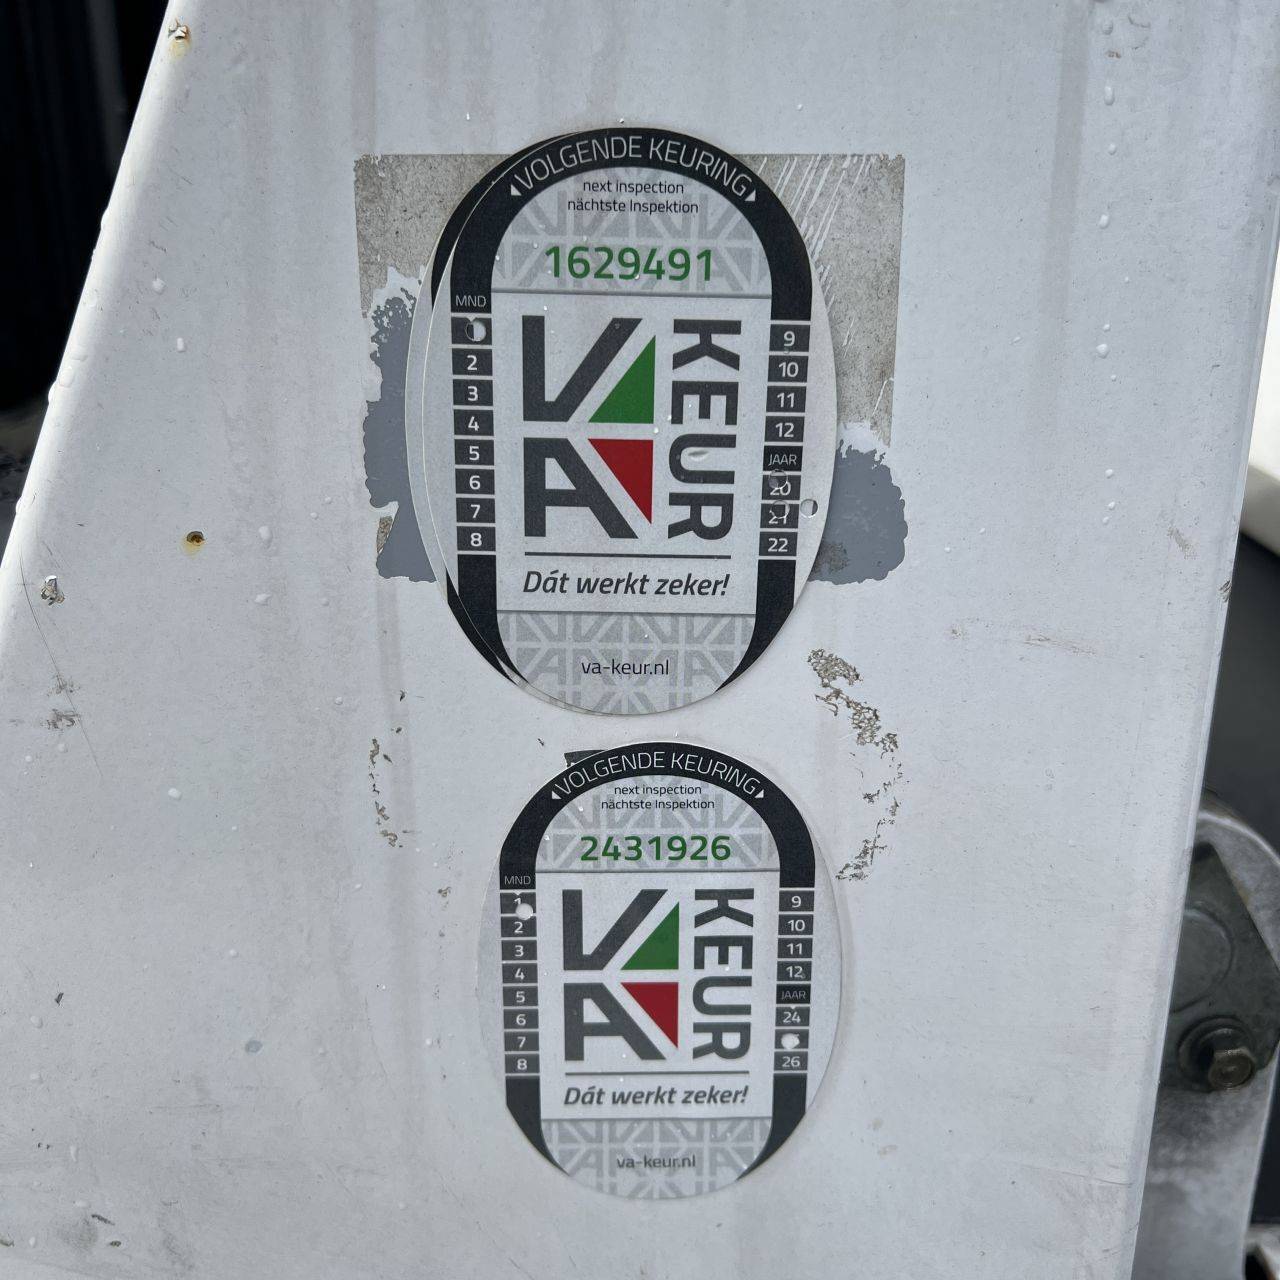 VOLGENDE KEURING
next inspection
nächtste Inspektion
1629491
MND
2
3
4
5
6
7
8
VA KEUR
9
10
11
12
JAAR
20
21
22
Dát werkt zeker!
va-keur.nl
VOLGENDE KEURING
next inspection
nächtste Inspektion
2431926
MND
1
2
3
4
5
6
7
8
VA KEUR
9
10
11
12
JAAR
24
26
Dát werkt zeker!
va-keur.nl